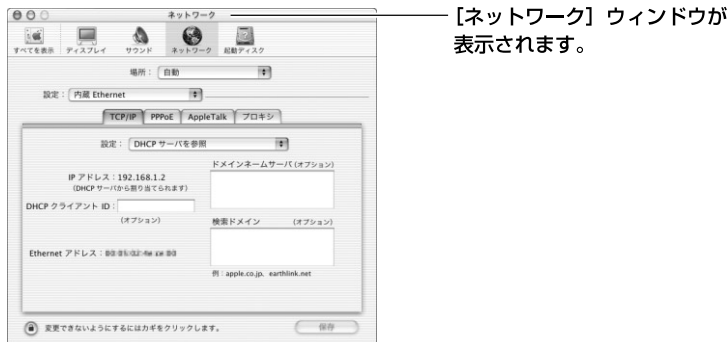 ネットワーク
[ネットワーク] ウィンドウが
表示されます。
すべてを表示 ディスプレイ サウンド ネットワーク 起動ディスク
場所： 自動
設定： 内蔵 Ethernet
TCP/IP PPPoE AppleTalk プロキシ
設定： DHCP サーバを参照
ドメインネームサーバ (オプション)
IP アドレス：192.168.1.2
(DHCP サーバから割り当てられます)
DHCP クライアント ID：
(オプション)
検索ドメイン (オプション)
Ethernet アドレス：
例：apple.co.jp、earthlink.net
変更できないようにするにはカギをクリックします。
保存